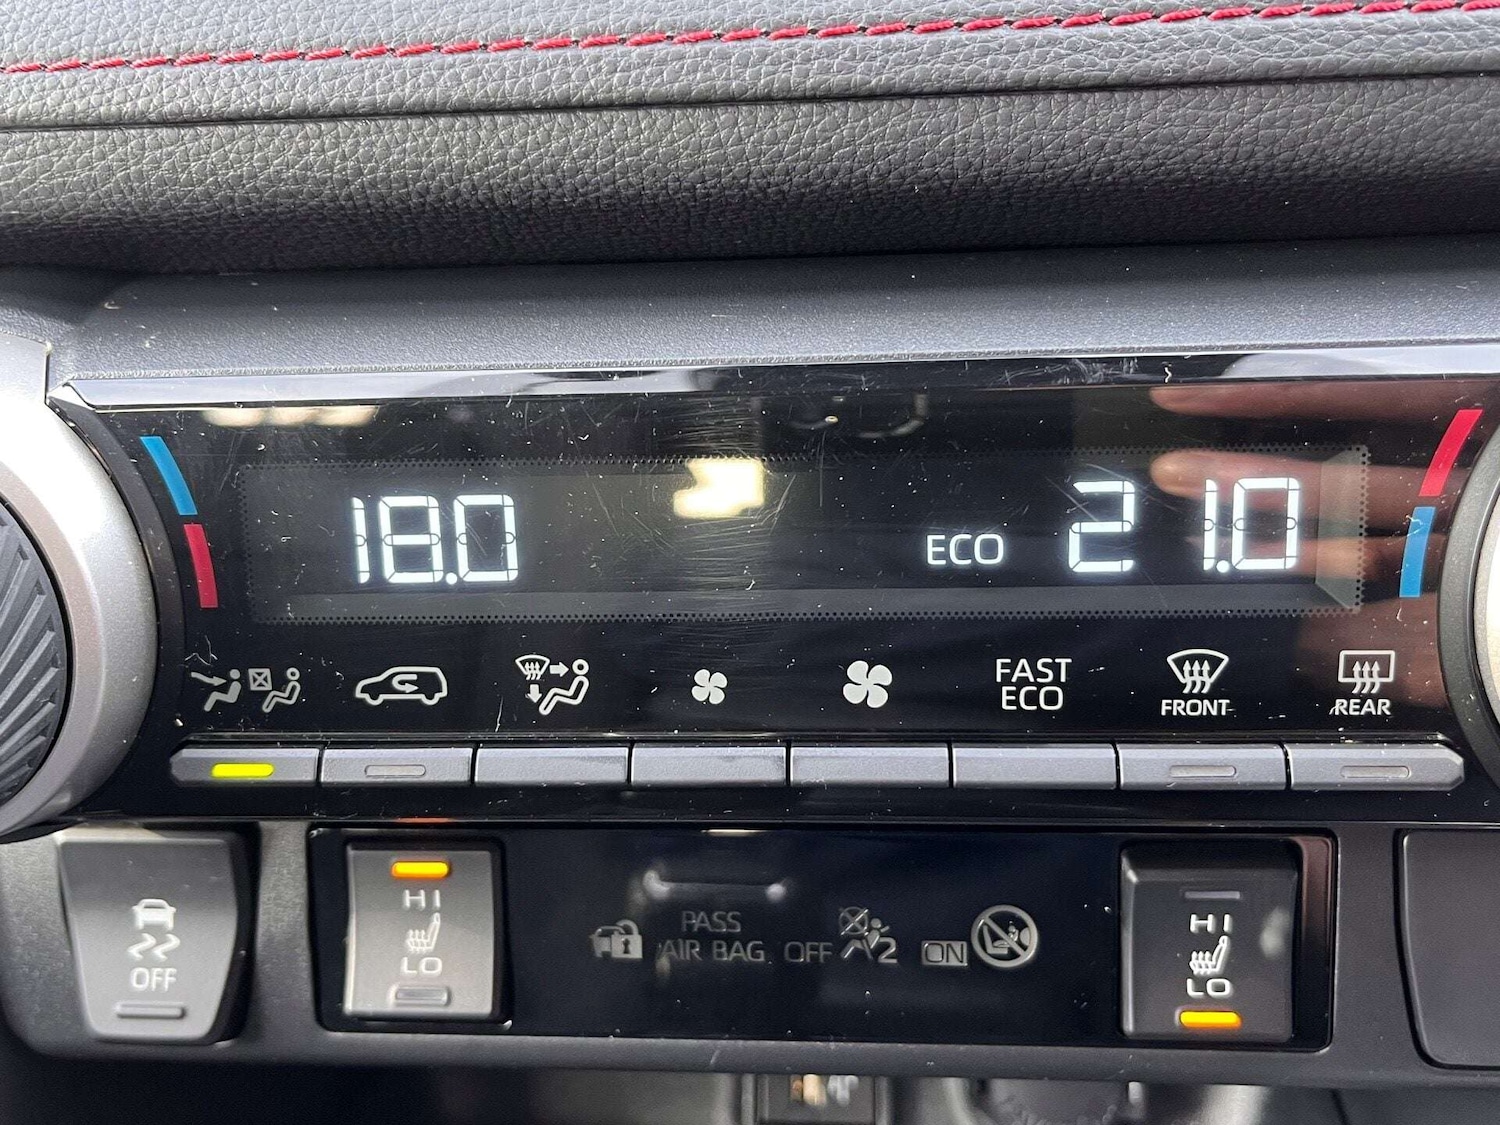 18.0 ECO 21.0
FAST
ECO
FRONT
REAR
OFF
HI
LO
PASS
AIR BAG OFF 2 ON
HI
LO